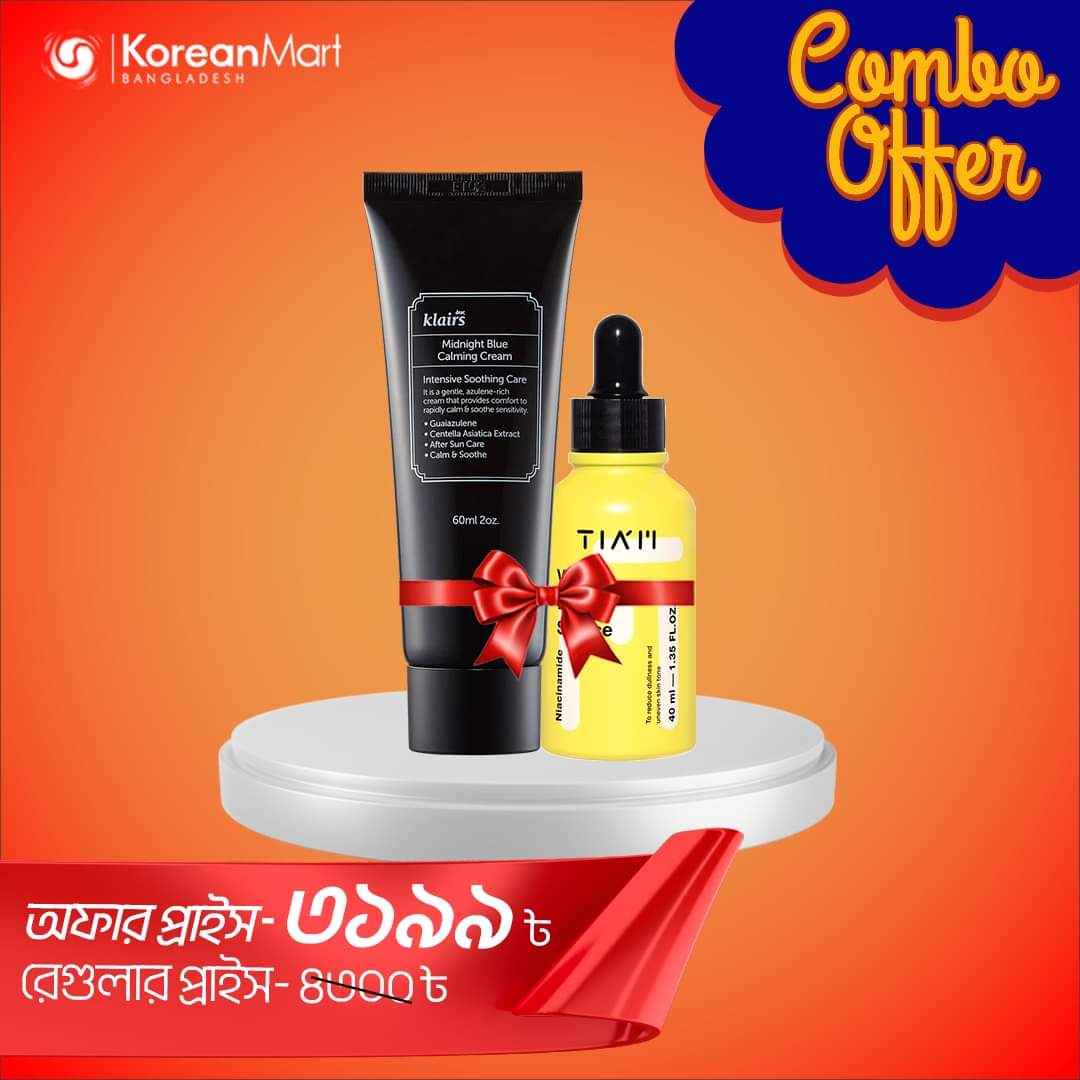 KoreanMart
BANGLADESH
Combo
Offer
dear,
klairs
Midnight Blue
Calming Cream
Intensive Soothing Care
It is a gentle, azulene-rich
cream that provides comfort to
rapidly calm & soothe sensitivity.
• Guaiazulene
• Centella Asiatica Extract
• After Sun Care
• Calm & Soothe
60ml 2oz.
TIA'M
Niacinamide
To reduce dullness and
uneven skin tone
40 ml — 1.35 FL.OZ
অফার প্রাইস- ৩১৯৯ ৳
রেগুলার প্রাইস- ৪৩০০ ৳